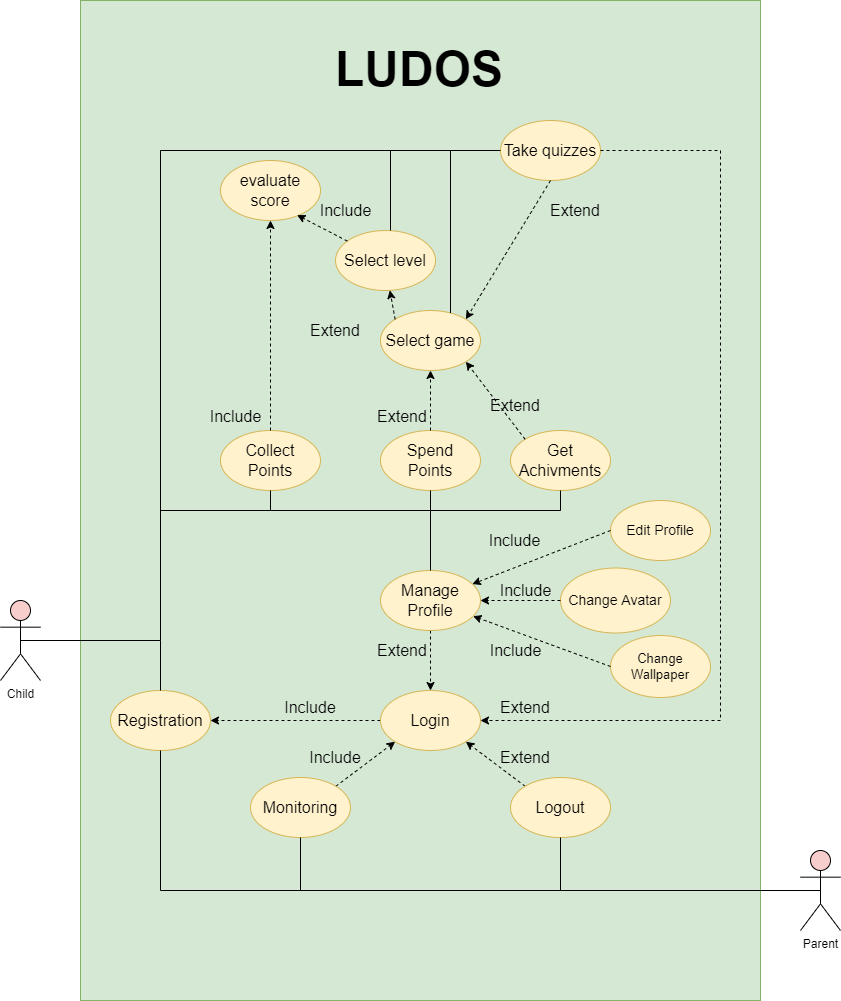 LUDOS
Take quizzes
evaluate
score
Include
Extend
Select level
Extend
Select game
Include
Extend
Extend
Collect
Points
Spend
Points
Get
Achivments
Edit Profile
Include
Manage
Profile
Include
Change Avatar
Extend
Include
Change
Wallpaper
Child
Registration
Include
Login
Extend
Include
Extend
Monitoring
Logout
Parent